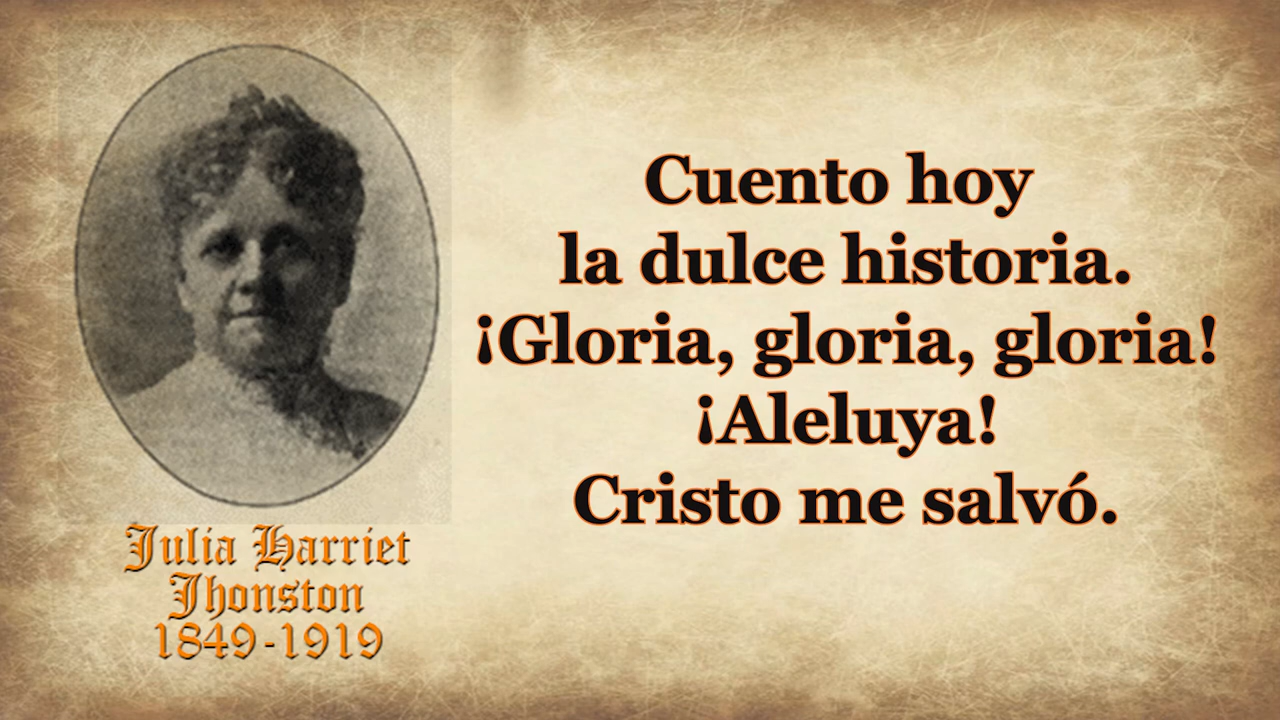 Cuento hoy
la dulce historia.
¡Gloria, gloria, gloria!
¡Aleluya!
Cristo me salvó.
Julia Harriet
Jhonston
1849-1919